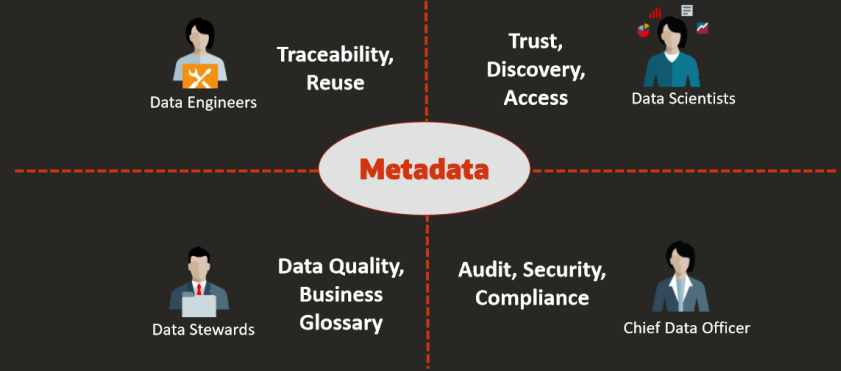 Traceability,
Reuse
Data Engineers
Trust,
Discovery,
Access
Data Scientists
Metadata
Data Quality,
Business
Glossary
Data Stewards
Audit, Security,
Compliance
Chief Data Officer